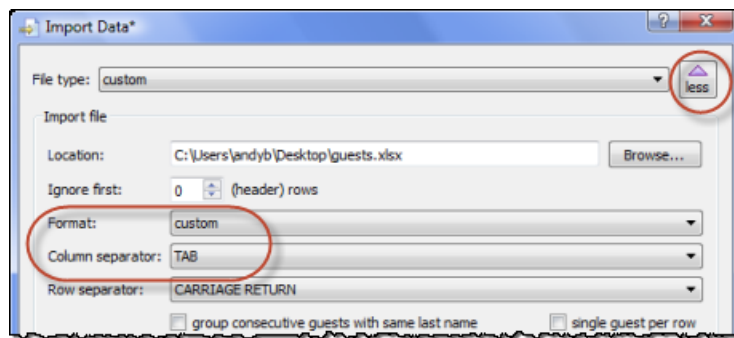 Import Data*
File type: custom
less
Import file
Location: C:\Users\andyb\Desktop\guests.xlsx Browse...
Ignore first: 0 (header) rows
Format: custom
Column separator: TAB
Row separator: CARRIAGE RETURN
group consecutive guests with same last name single guest per row